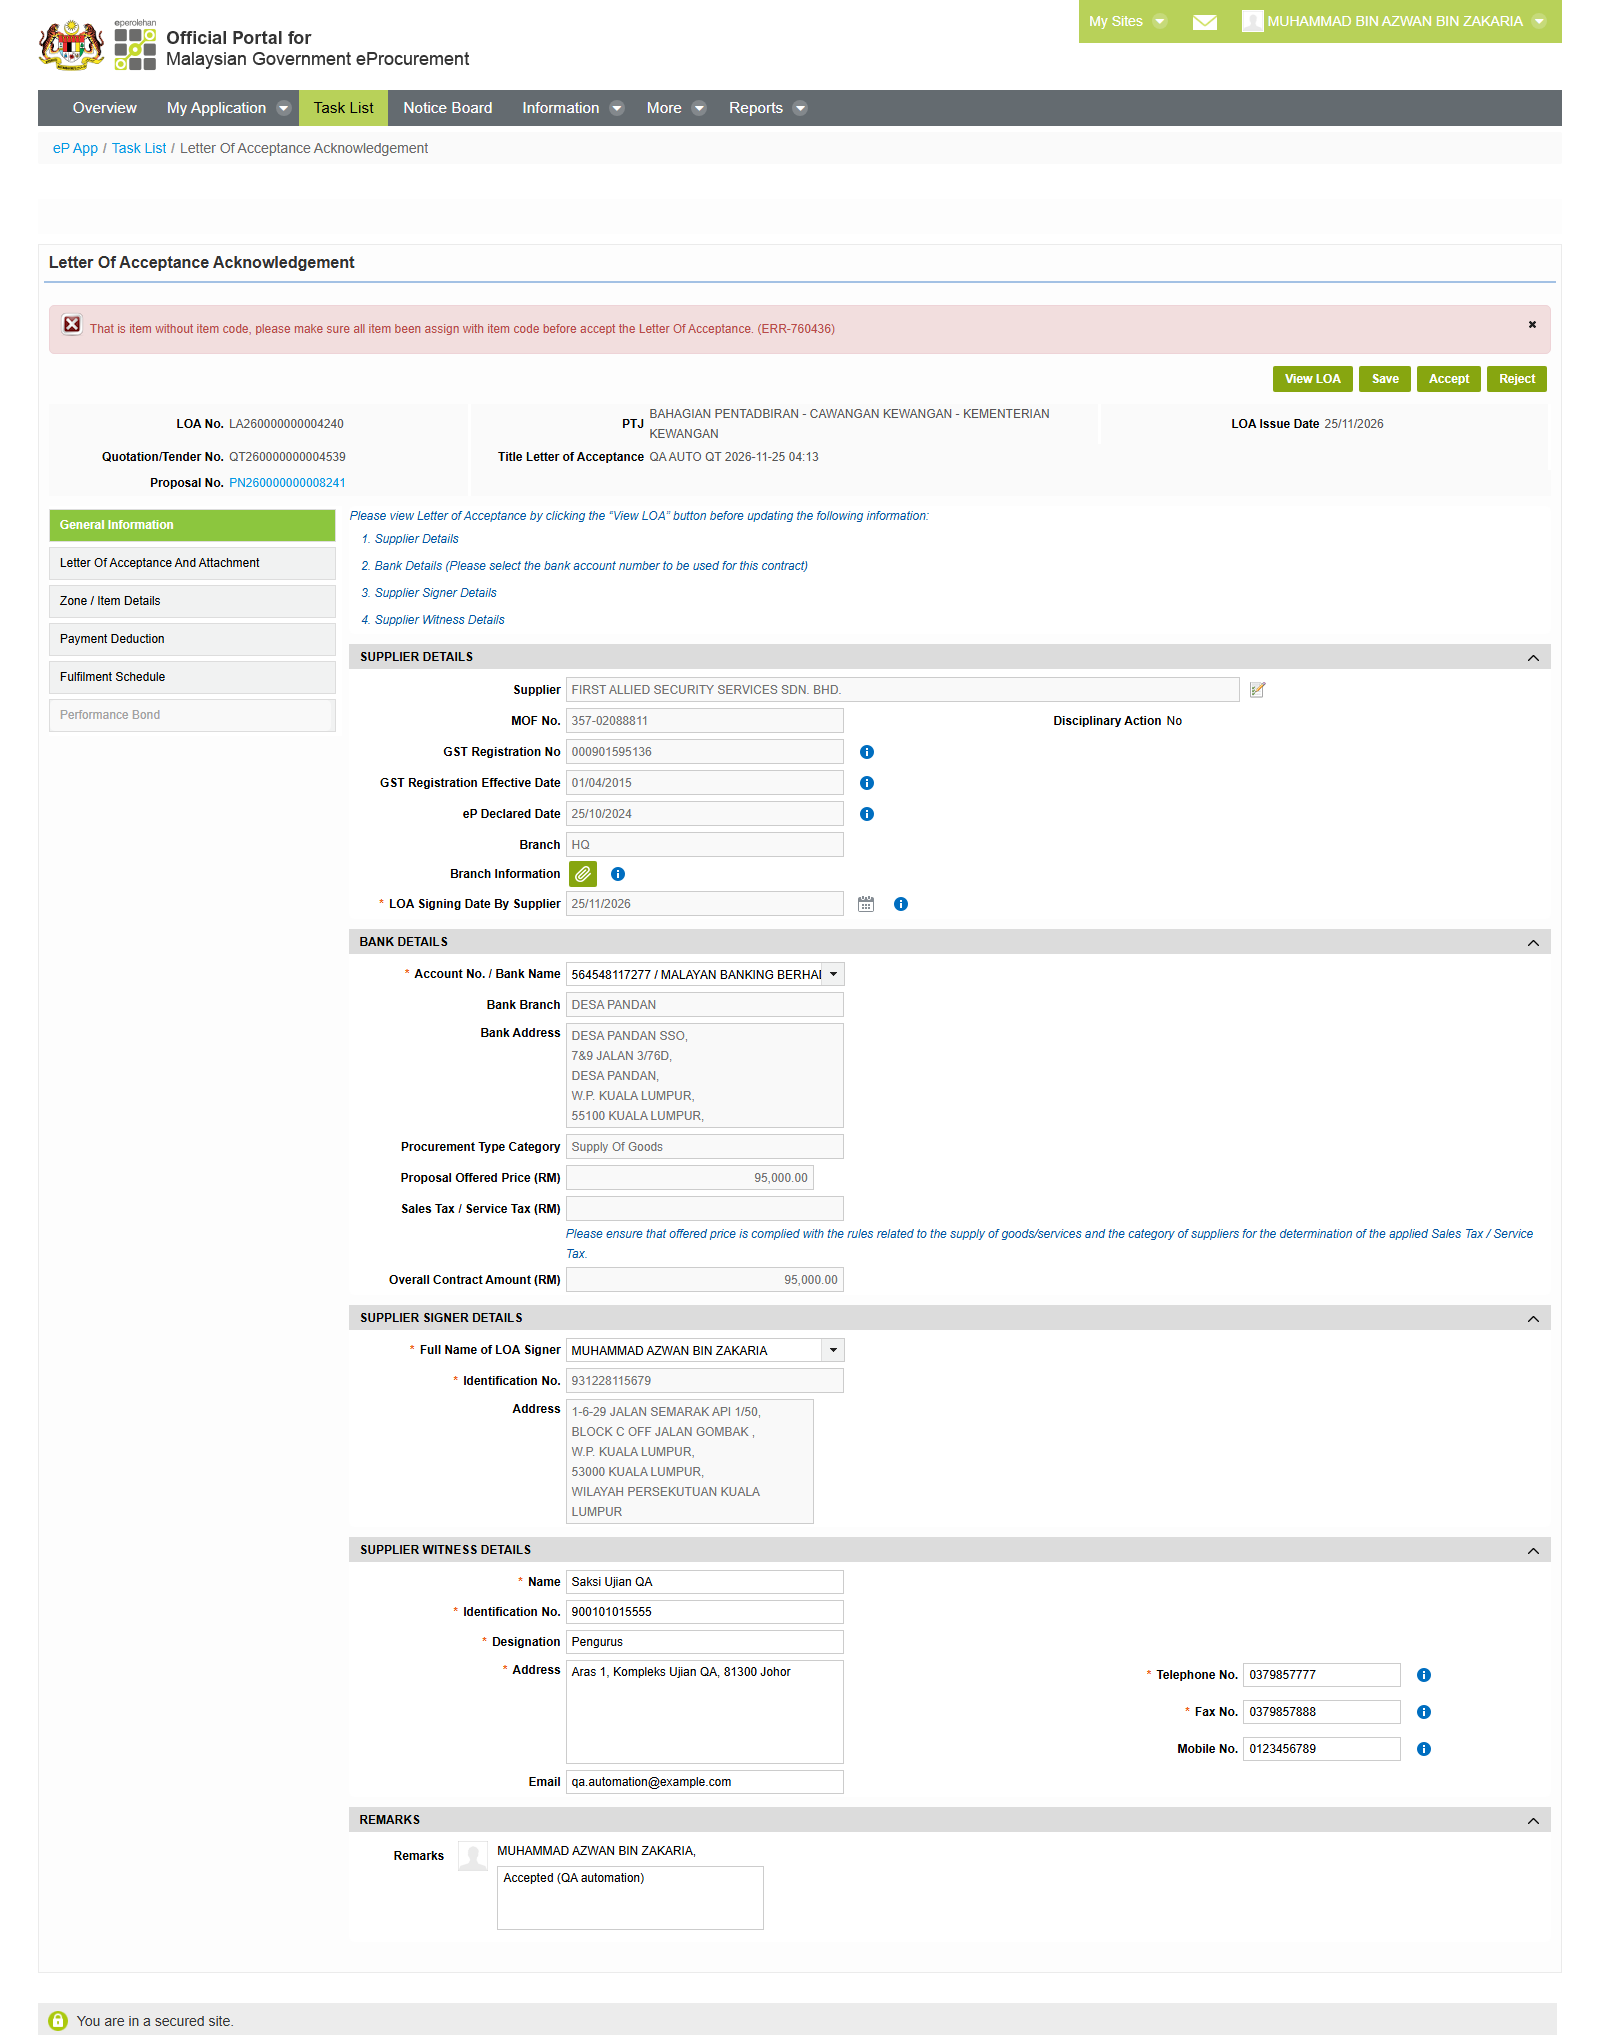 eperolehan
Official Portal for
Malaysian Government eProcurement
My Sites
MUHAMMAD BIN AZWAN BIN ZAKARIA
Overview My Application Task List Notice Board Information More Reports
eP App / Task List / Letter Of Acceptance Acknowledgement
Letter Of Acceptance Acknowledgement
That is item without item code, please make sure all item been assign with item code before accept the Letter Of Acceptance. (ERR-760436)
View LOA Save Accept Reject
LOA No. LA260000000004240
PTJ BAHAGIAN PENTADBIRAN - CAWANGAN KEWANGAN - KEMENTERIAN
KEWANGAN
LOA Issue Date 25/11/2026
Quotation/Tender No. QT260000000004539
Title Letter of Acceptance QA AUTO QT 2026-11-25 04:13
Proposal No. PN260000000008241
General Information
Letter Of Acceptance And Attachment
Zone / Item Details
Payment Deduction
Fulfilment Schedule
Performance Bond
Please view Letter of Acceptance by clicking the “View LOA” button before updating the following information:
1. Supplier Details
2. Bank Details (Please select the bank account number to be used for this contract)
3. Supplier Signer Details
4. Supplier Witness Details
SUPPLIER DETAILS
Supplier FIRST ALLIED SECURITY SERVICES SDN. BHD.
MOF No. 357-02088811
Disciplinary Action No
GST Registration No 000901595136
GST Registration Effective Date 01/04/2015
eP Declared Date 25/10/2024
Branch HQ
Branch Information
* LOA Signing Date By Supplier 25/11/2026
BANK DETAILS
* Account No. / Bank Name 564548117277 / MALAYAN BANKING BERHAI
Bank Branch DESA PANDAN
Bank Address DESA PANDAN SSO,
7&9 JALAN 3/76D,
DESA PANDAN,
W.P. KUALA LUMPUR,
55100 KUALA LUMPUR,
Procurement Type Category Supply Of Goods
Proposal Offered Price (RM) 95,000.00
Sales Tax / Service Tax (RM)
Please ensure that offered price is complied with the rules related to the supply of goods/services and the category of suppliers for the determination of the applied Sales Tax / Service
Tax.
Overall Contract Amount (RM) 95,000.00
SUPPLIER SIGNER DETAILS
* Full Name of LOA Signer MUHAMMAD AZWAN BIN ZAKARIA
* Identification No. 931228115679
Address 1-6-29 JALAN SEMARAK API 1/50,
BLOCK C OFF JALAN GOMBAK ,
W.P. KUALA LUMPUR,
53000 KUALA LUMPUR,
WILAYAH PERSEKUTUAN KUALA
LUMPUR
SUPPLIER WITNESS DETAILS
* Name Saksi Ujian QA
* Identification No. 900101015555
* Designation Pengurus
* Address Aras 1, Kompleks Ujian QA, 81300 Johor
* Telephone No. 0379857777
* Fax No. 0379857888
Mobile No. 0123456789
Email qa.automation@example.com
REMARKS
Remarks MUHAMMAD AZWAN BIN ZAKARIA,
Accepted (QA automation)
You are in a secured site.